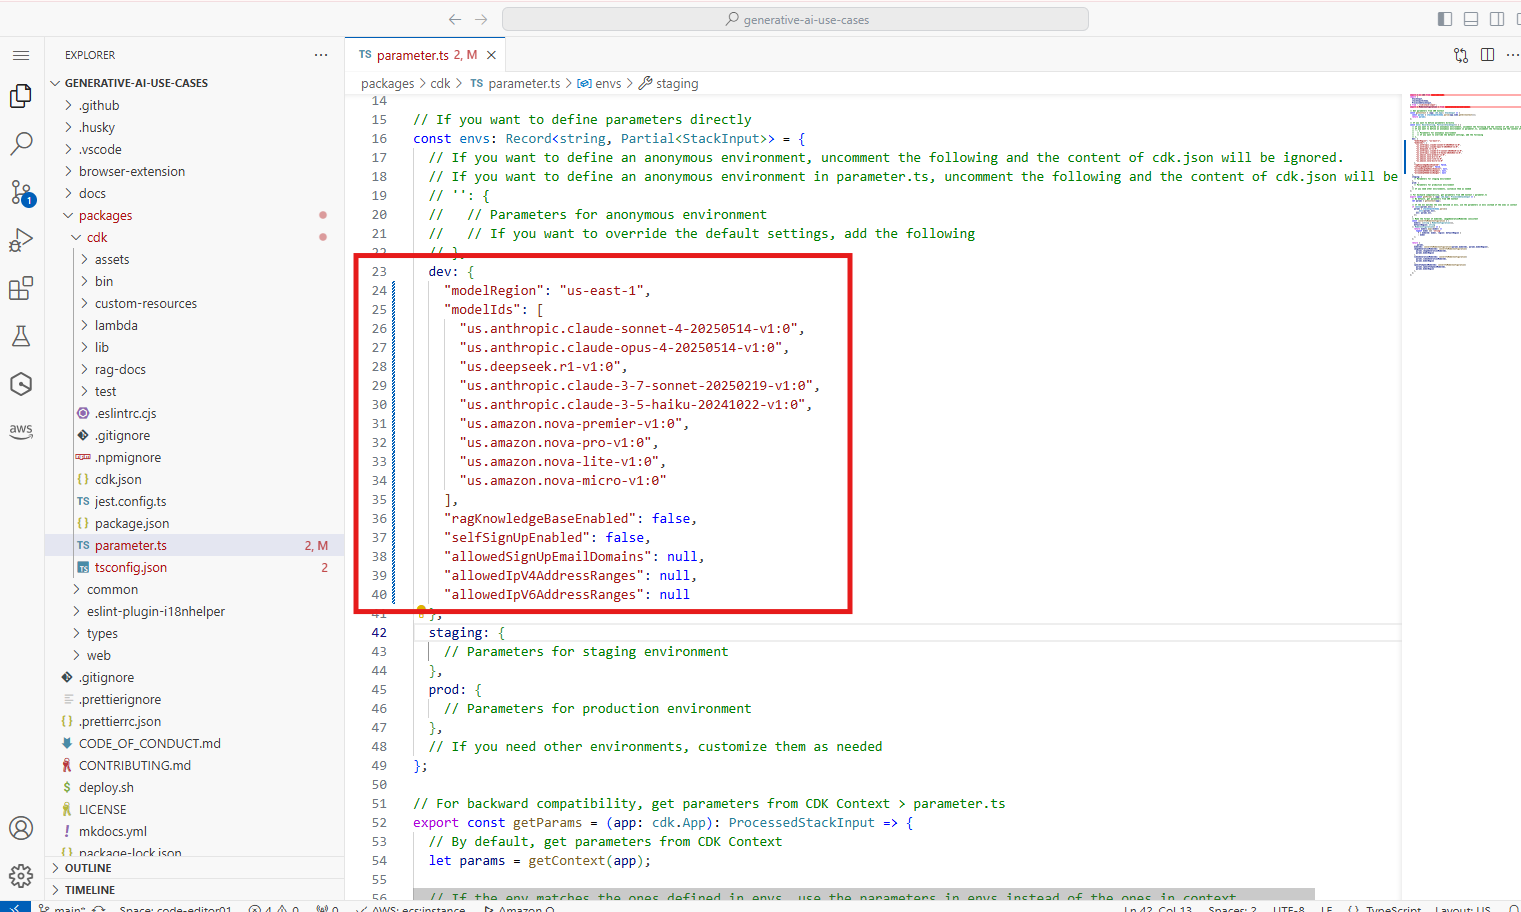 generative-ai-use-cases
EXPLORER
GENERATIVE-AI-USE-CASES
.github
.husky
.vscode
browser-extension
docs
packages
cdk
assets
bin
custom-resources
lambda
lib
rag-docs
test
.eslintrc.cjs
.gitignore
.npmignore
cdk.json
jest.config.ts
package.json
TS parameter.ts 2, M
tsconfig.json 2
common
eslint-plugin-i18nhelper
types
web
.gitignore
.prettierignore
.prettierrc.json
CODE_OF_CONDUCT.md
CONTRIBUTING.md
deploy.sh
LICENSE
mkdocs.yml
package-lock.json
OUTLINE
TIMELINE
1
aws
TS parameter.ts 2, M
packages > cdk > TS parameter.ts > envs > staging
14
15 // If you want to define parameters directly
16 const envs: Record<string, Partial<StackInput>> = {
17 // If you want to define an anonymous environment, uncomment the following and the content of cdk.json will be ignored.
18 // If you want to define an anonymous environment in parameter.ts, uncomment the following and the content of cdk.json will be
19 // '': {
20 // // Parameters for anonymous environment
21 // // If you want to override the default settings, add the following
22 // },
23 dev: {
24 "modelRegion": "us-east-1",
25 "modelIds": [
26 "us.anthropic.claude-sonnet-4-20250514-v1:0",
27 "us.anthropic.claude-opus-4-20250514-v1:0",
28 "us.deepseek.r1-v1:0",
29 "us.anthropic.claude-3-7-sonnet-20250219-v1:0",
30 "us.anthropic.claude-3-5-haiku-20241022-v1:0",
31 "us.amazon.nova-premier-v1:0",
32 "us.amazon.nova-pro-v1:0",
33 "us.amazon.nova-lite-v1:0",
34 "us.amazon.nova-micro-v1:0"
35 ],
36 "ragKnowledgeBaseEnabled": false,
37 "selfSignUpEnabled": false,
38 "allowedSignUpEmailDomains": null,
39 "allowedIpV4AddressRanges": null,
40 "allowedIpV6AddressRanges": null
41 },
42 staging: {
43 // Parameters for staging environment
44 },
45 prod: {
46 // Parameters for production environment
47 },
48 // If you need other environments, customize them as needed
49 };
50
51 // For backward compatibility, get parameters from CDK Context > parameter.ts
52 export const getParams = (app: cdk.App): ProcessedStackInput => {
53 // By default, get parameters from CDK Context
54 let params = getContext(app);
55
56 // If the env matches the ones defined in envs, use the parameters in envs instead of the ones in context
main* Space: code-editor01 4 0 0 AWS: ecs:instance Amazon Q Ln 42, Col 13 Spaces: 2 UTF-8 LF {} TypeScript Layout: US